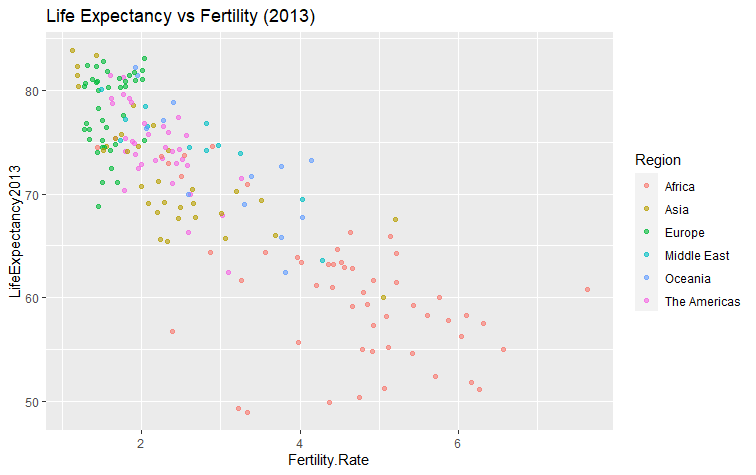 Life Expectancy vs Fertility (2013)
LifeExpectancy2013
80
70
60
50
2
4
6
Fertility.Rate
Region
Africa
Asia
Europe
Middle East
Oceania
The Americas